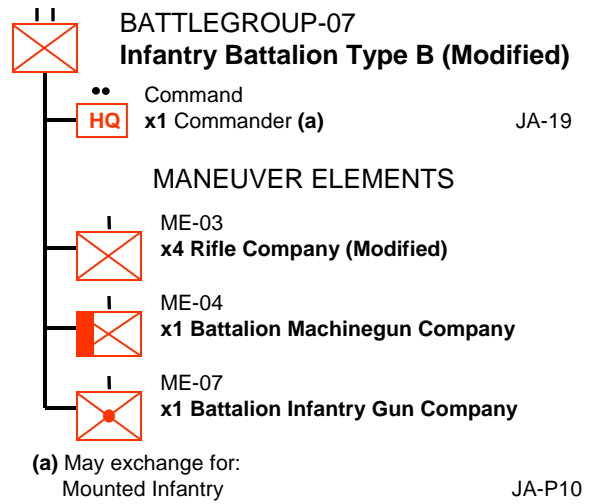 BATTLEGROUP-07
Infantry Battalion Type B (Modified)
Command
HQ x1 Commander (a) JA-19
MANEUVER ELEMENTS
ME-03
x4 Rifle Company (Modified)
ME-04
x1 Battalion Machinegun Company
ME-07
x1 Battalion Infantry Gun Company
(a) May exchange for:
Mounted Infantry JA-P10